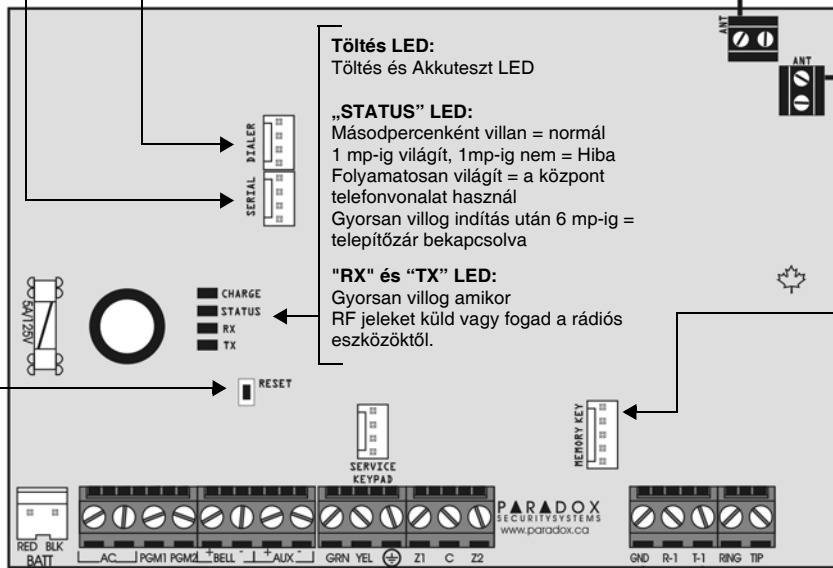 ANT
ANT
Töltés LED:
Töltés és Akkuteszt LED
„STATUS” LED:
Másodpercenként villan = normál
1 mp-ig világít, 1mp-ig nem = Hiba
Folyamatosan világít = a központ
telefonvonalat használ
Gyorsan villog indítás után 6 mp-ig =
telepítőzár bekapcsolva
"RX" és “TX” LED:
Gyorsan villog amikor
RF jeleket küld vagy fogad a rádiós
eszközöktől.
DIALER
SERIAL
5A/125V
CHARGE
STATUS
RX
TX
RESET
SERVICE
KEYPAD
MEMORY KEY
PARADOX
SECURITYSYSTEMS
www.paradox.ca
RED BLK
BATT
AC PGM1 PGM2 + BELL - + AUX -
GRN YEL
Z1 C Z2
GND R-1 T-1 RING TIP